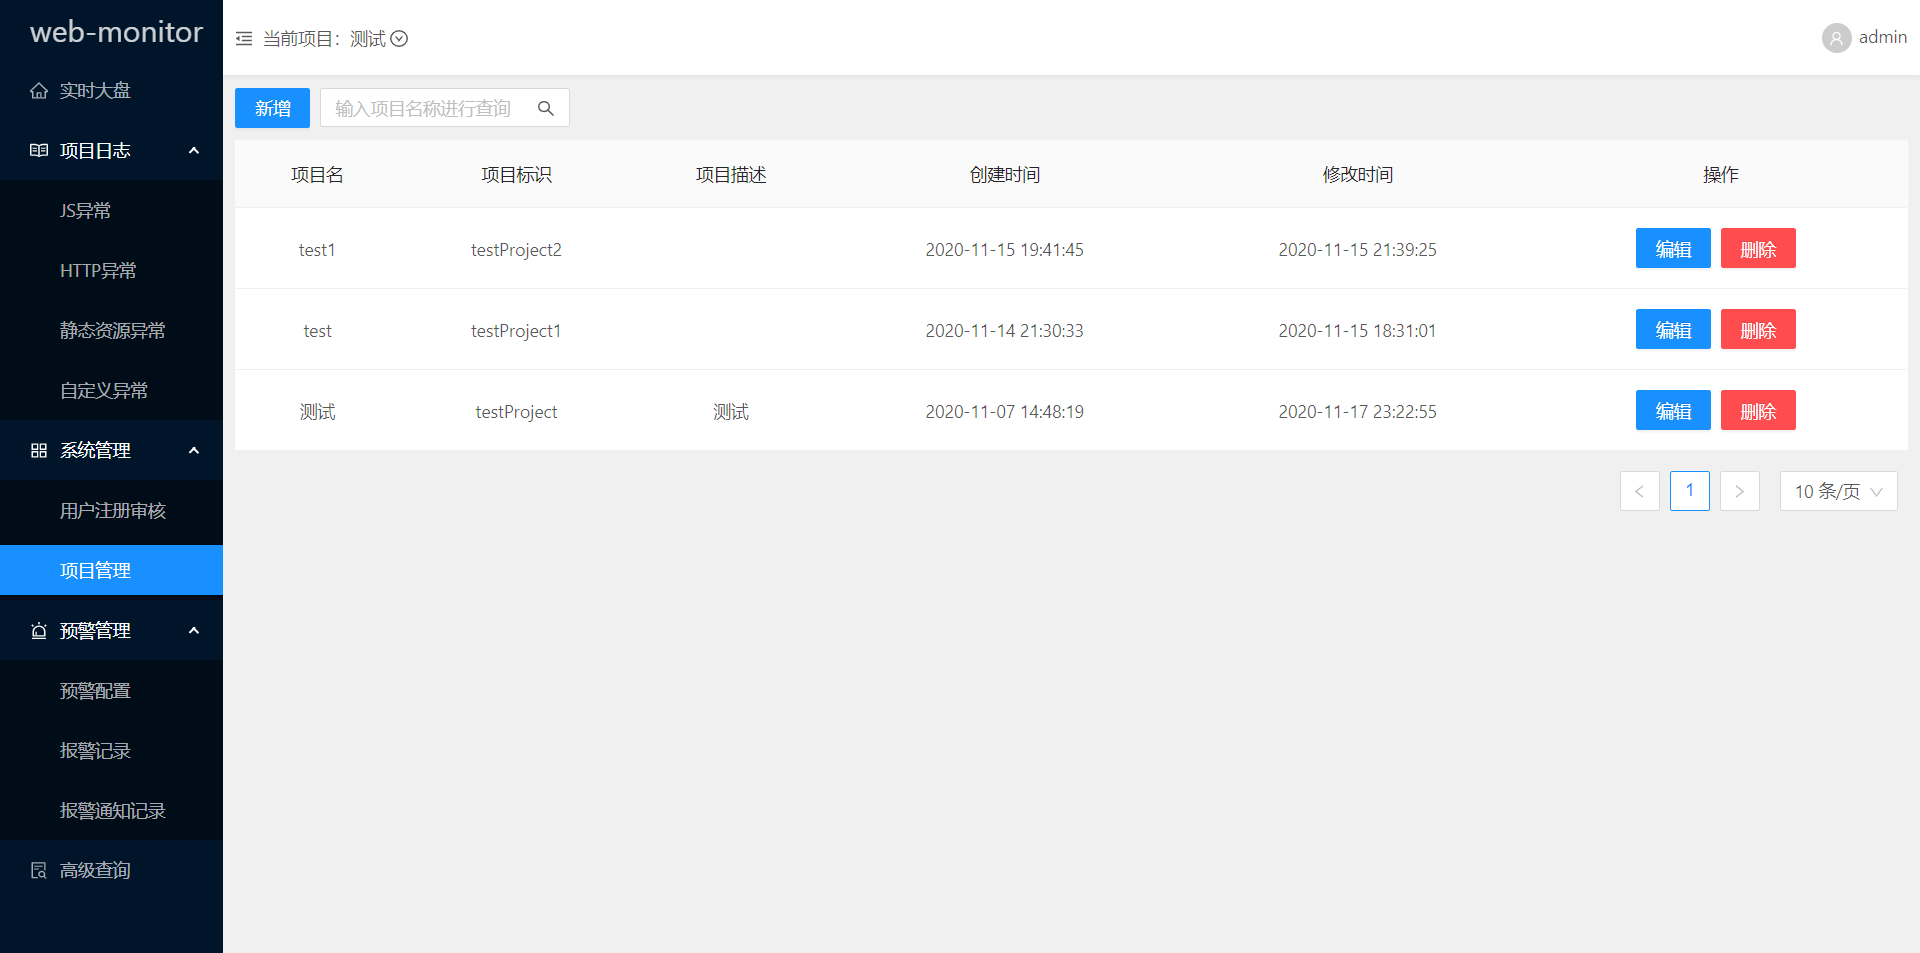 web-monitor
实时大盘
项目日志
JS异常
HTTP异常
静态资源异常
自定义异常
系统管理
用户注册审核
项目管理
预警管理
预警配置
报警记录
报警通知记录
高级查询
当前项目：测试
admin
新增 输入项目名称进行查询
项目名 项目标识 项目描述 创建时间 修改时间 操作
test1 testProject2 2020-11-15 19:41:45 2020-11-15 21:39:25 编辑 删除
test testProject1 2020-11-14 21:30:33 2020-11-15 18:31:01 编辑 删除
测试 testProject 测试 2020-11-07 14:48:19 2020-11-17 23:22:55 编辑 删除
< 1 > 10 条/页